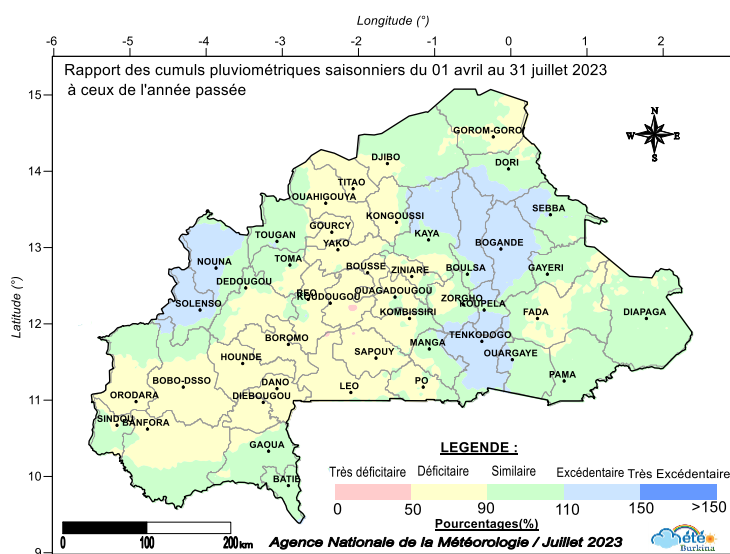 Longitude (°)
-6 -5 -4 -3 -2 -1 0 1 2
Rapport des cumuls pluviométriques saisonniers du 01 avril au 31 juillet 2023
à ceux de l'année passée
Latitude (°)
15
14
13
12
11
10
9
N
W E
S
GOROM-GORO
DJIBO
DORI
TITAO
OUAHIGOUYA
SEBBA
KONGOUSSI
GOURCY
TOUGAN
KAYA
YAKO
BOGANDE
NOUNA
TOMA
BOUSSE
ZINIARE
BOULSA
GAYERI
DEDOUGOU
REO
KOUDOUGOU
OUAGADOUGOU
ZORGHO
KOUPELA
SOLENSO
KOMBISSIRI
FADA
DIAPAGA
BOROMO
MANGA
TENKODOGO
HOUNDE
SAPOUY
OUARGAYE
BOBO-DSSO
DANO
LEO
PO
PAMA
ORODARA
DIEBOUGOU
SINDOU
BANFORA
GAOUA
BATIE
LEGENDE :
Très déficitaire Déficitaire Similaire Excédentaire Très Excédentaire
0 50 90 110 150 >150
Pourcentages(%)
0 100 200 km
Agence Nationale de la Météorologie / Juillet 2023
météo
Burkina